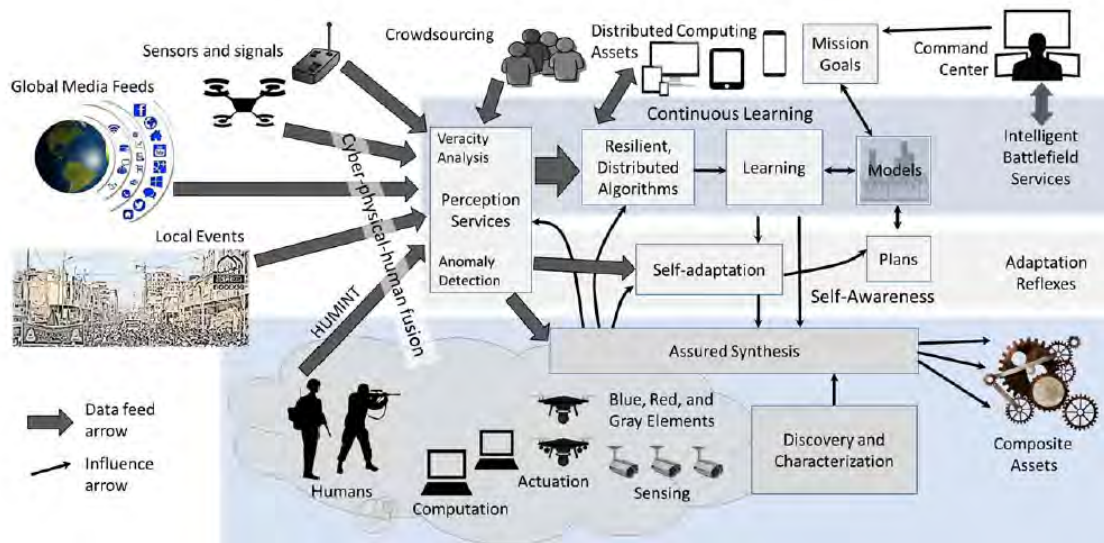 Sensors and signals
Global Media Feeds
Crowdsourcing
Distributed Computing
Assets
Mission
Goals
Command
Center
Continuous Learning
Veracity
Analysis
Perception
Services
Anomaly
Detection
Resilient,
Distributed
Algorithms
Learning
Models
Intelligent
Battlefield
Services
Cyber-physical-human fusion
Local Events
HUMINT
Self-adaptation
Plans
Self-Awareness
Adaptation
Reflexes
Assured Synthesis
Data feed
arrow
Influence
arrow
Humans
Computation
Actuation
Blue, Red, and
Gray Elements
Sensing
Discovery and
Characterization
Composite
Assets